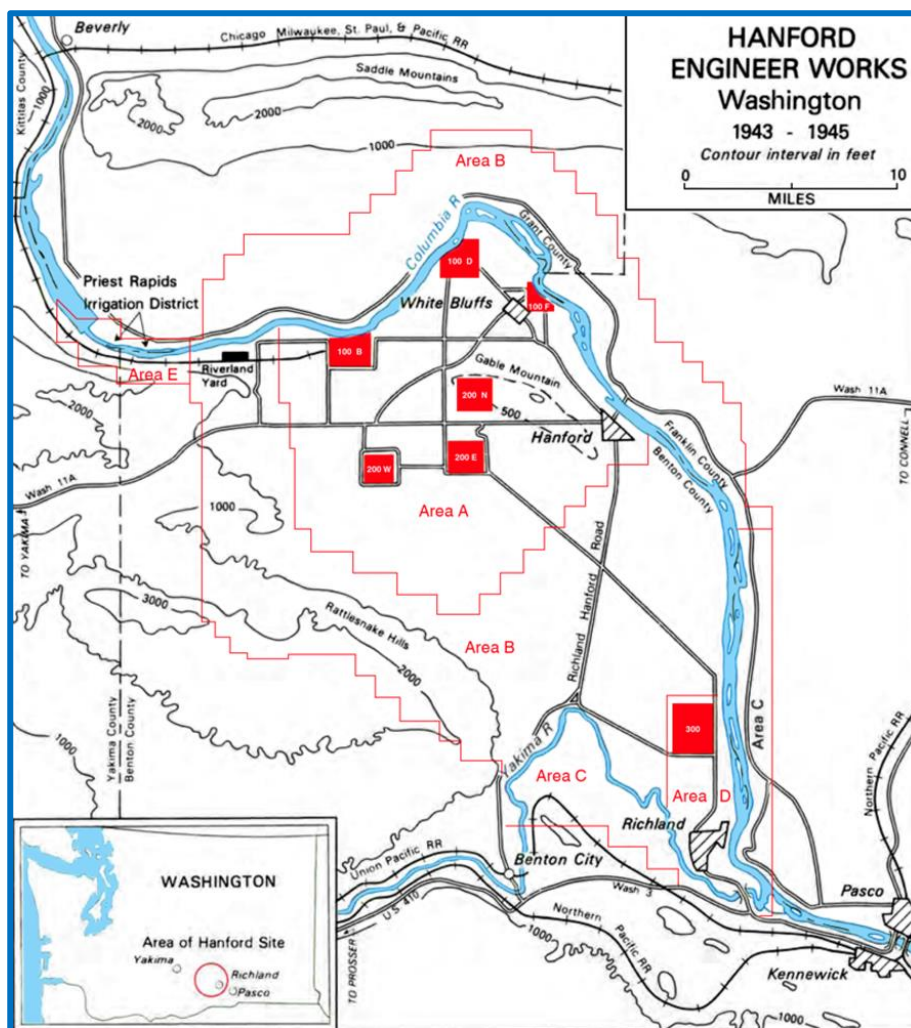 HANFORD
ENGINEER WORKS
Washington
1943 - 1945
Contour interval in feet
0 10
MILES
Beverly
Chicago Milwaukee, St. Paul, & Pacific RR
Saddle Mountains
Kittitas County
1000
2000
2000
1000
Area B
Columbia R
Grant County
100 D
Priest Rapids
Irrigation District
White Bluffs
100 F
Area E
Riverland
Yard
100 B
Gable Mountain
200 N
500
Hanford
Wash 11A
TO CONNELL
2000
200 W
200 E
Franklin County
Benton County
Wash 11A
TO YAKIMA
1000
Area A
Richland Hanford Road
3000
Rattlesnake Hills
2000
Area B
Yakima County
Benton County
1000
Yakima R
300
Area C
Area C
Area D
Richland
Northern Pacific RR
Union Pacific RR
Benton City
Wash 3
U.S. 410
TO PROSSER
Northern
Pacific RR
1000
Pasco
Kennewick
1000
WASHINGTON
Area of Hanford Site
Yakima
Richland
Pasco